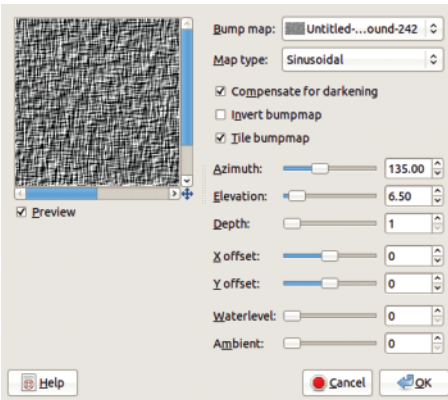 Bump map: Untitled-...ound-242
Map type: Sinusoidal
Compensate for darkening
Invert bumpmap
Tile bumpmap
Azimuth: 135.00
Elevation: 6.50
Preview
Depth: 1
X offset: 0
Y offset: 0
Waterlevel: 0
Ambient: 0
Help Cancel OK